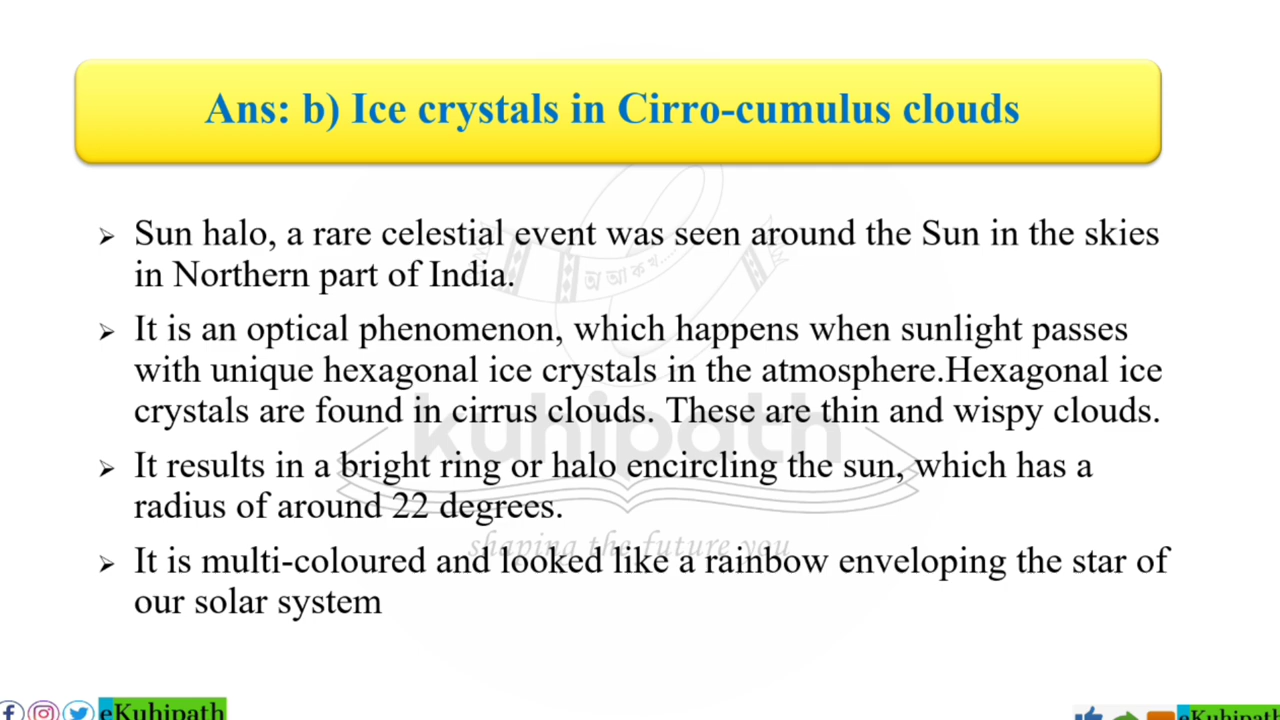 Ans: b) Ice crystals in Cirro-cumulus clouds
➢ Sun halo, a rare celestial event was seen around the Sun in the skies
in Northern part of India.
➢ It is an optical phenomenon, which happens when sunlight passes
with unique hexagonal ice crystals in the atmosphere.Hexagonal ice
crystals are found in cirrus clouds. These are thin and wispy clouds.
➢ It results in a bright ring or halo encircling the sun, which has a
radius of around 22 degrees.
➢ It is multi-coloured and looked like a rainbow enveloping the star of
our solar system
অ আ ক খ.....
kuhipath
shaping the future you
eKuhipath
eKuhipath